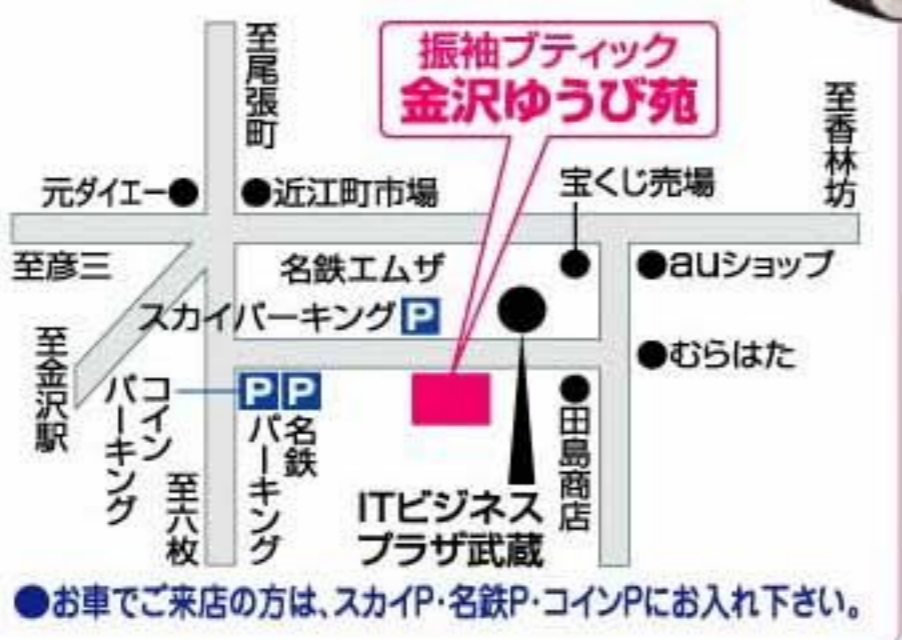 至尾張町
振袖ブティック
金沢ゆうび苑
至香林坊
元ダイエー●
●近江町市場
宝くじ売場
至彦三
名鉄エムザ
●auショップ
スカイパーキングP
●むらはた
至金沢駅
コイン
パーキング
P P
名鉄
パーキング
至六枚
田島商店
ITビジネス
プラザ武蔵
●お車でご来店の方は、スカイP・名鉄P・コインPにお入れ下さい。